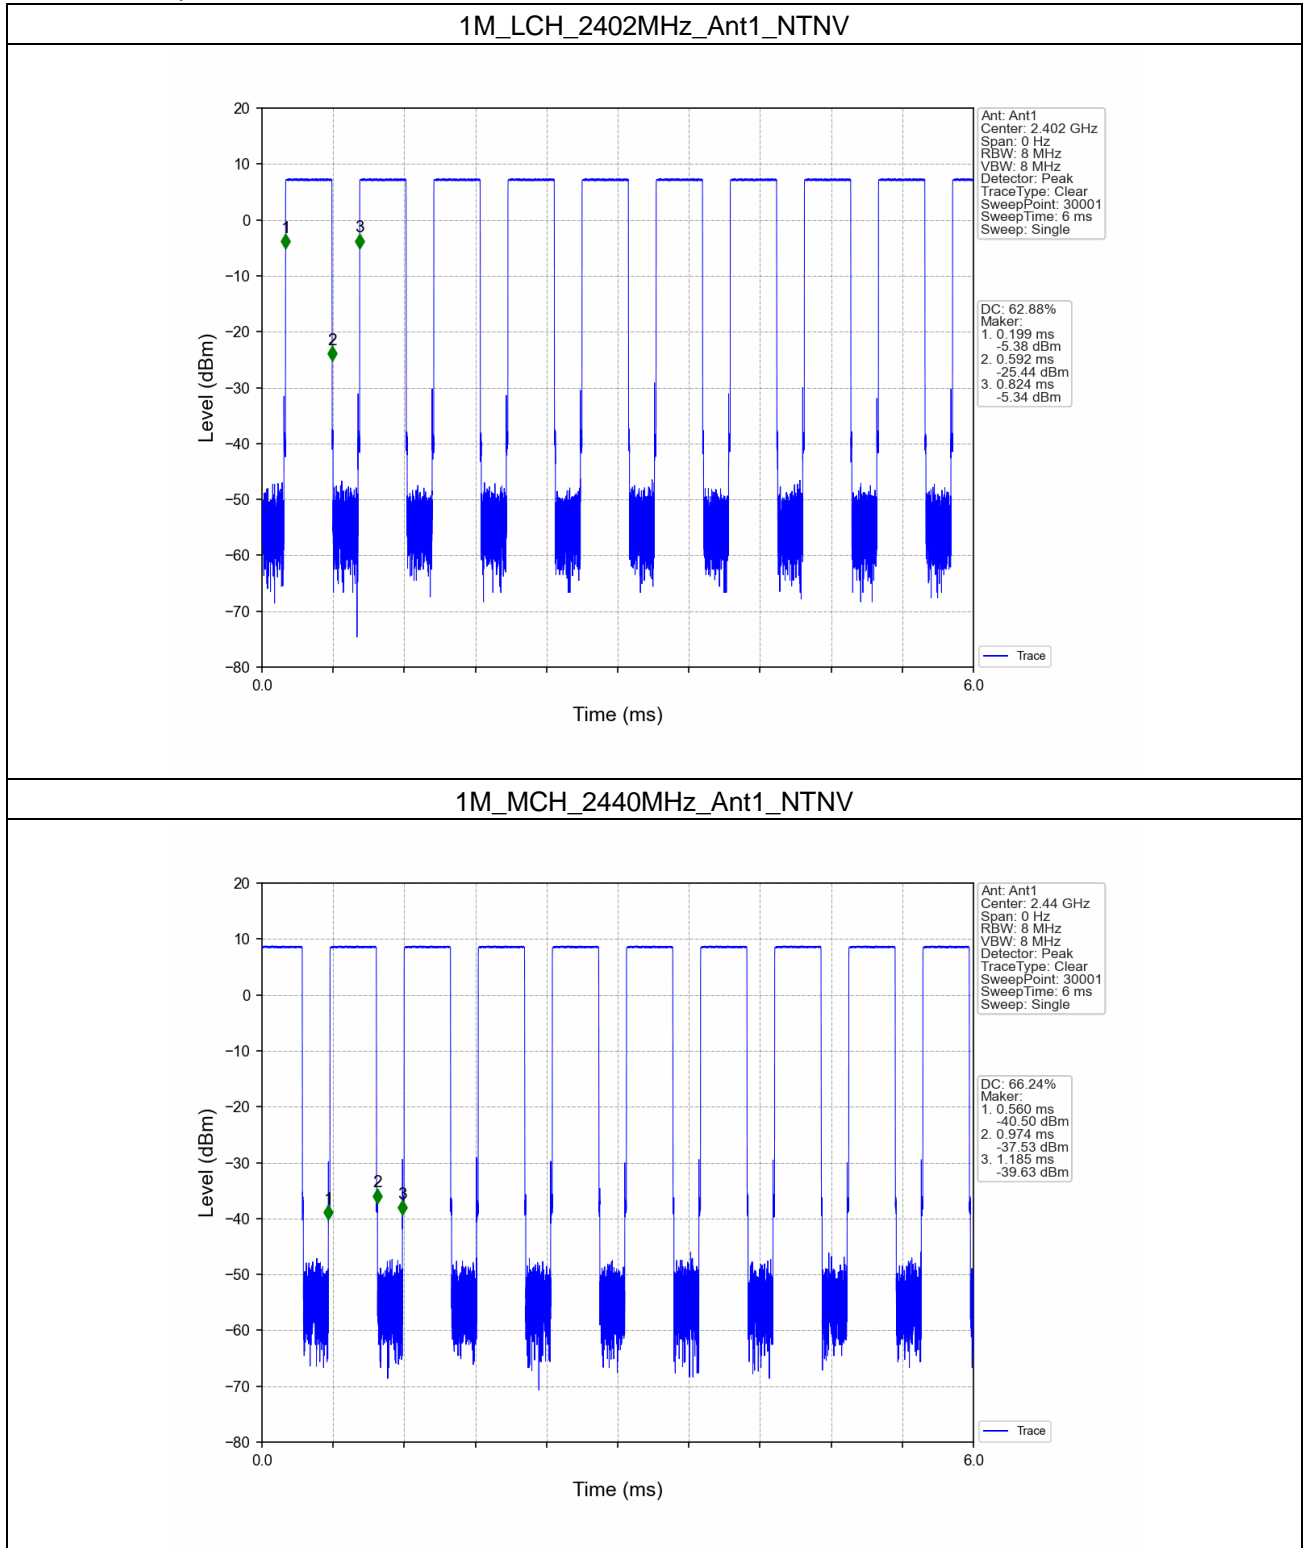 1M_LCH_2402MHz_Ant1_NTNV
20
10
0
−10
−20
−30
−40
−50
−60
−70
−80
Level (dBm)
1
2
3
0.0
6.0
Time (ms)
Ant: Ant1
Center: 2.402 GHz
Span: 0 Hz
RBW: 8 MHz
VBW: 8 MHz
Detector: Peak
TraceType: Clear
SweepPoint: 30001
SweepTime: 6 ms
Sweep: Single
DC: 62.88%
Maker:
1. 0.199 ms
-5.38 dBm
2. 0.592 ms
-25.44 dBm
3. 0.824 ms
-5.34 dBm
Trace
1M_MCH_2440MHz_Ant1_NTNV
20
10
0
−10
−20
−30
−40
−50
−60
−70
−80
Level (dBm)
1
2
3
0.0
6.0
Time (ms)
Ant: Ant1
Center: 2.44 GHz
Span: 0 Hz
RBW: 8 MHz
VBW: 8 MHz
Detector: Peak
TraceType: Clear
SweepPoint: 30001
SweepTime: 6 ms
Sweep: Single
DC: 66.24%
Maker:
1. 0.560 ms
-40.50 dBm
2. 0.974 ms
-37.53 dBm
3. 1.185 ms
-39.63 dBm
Trace